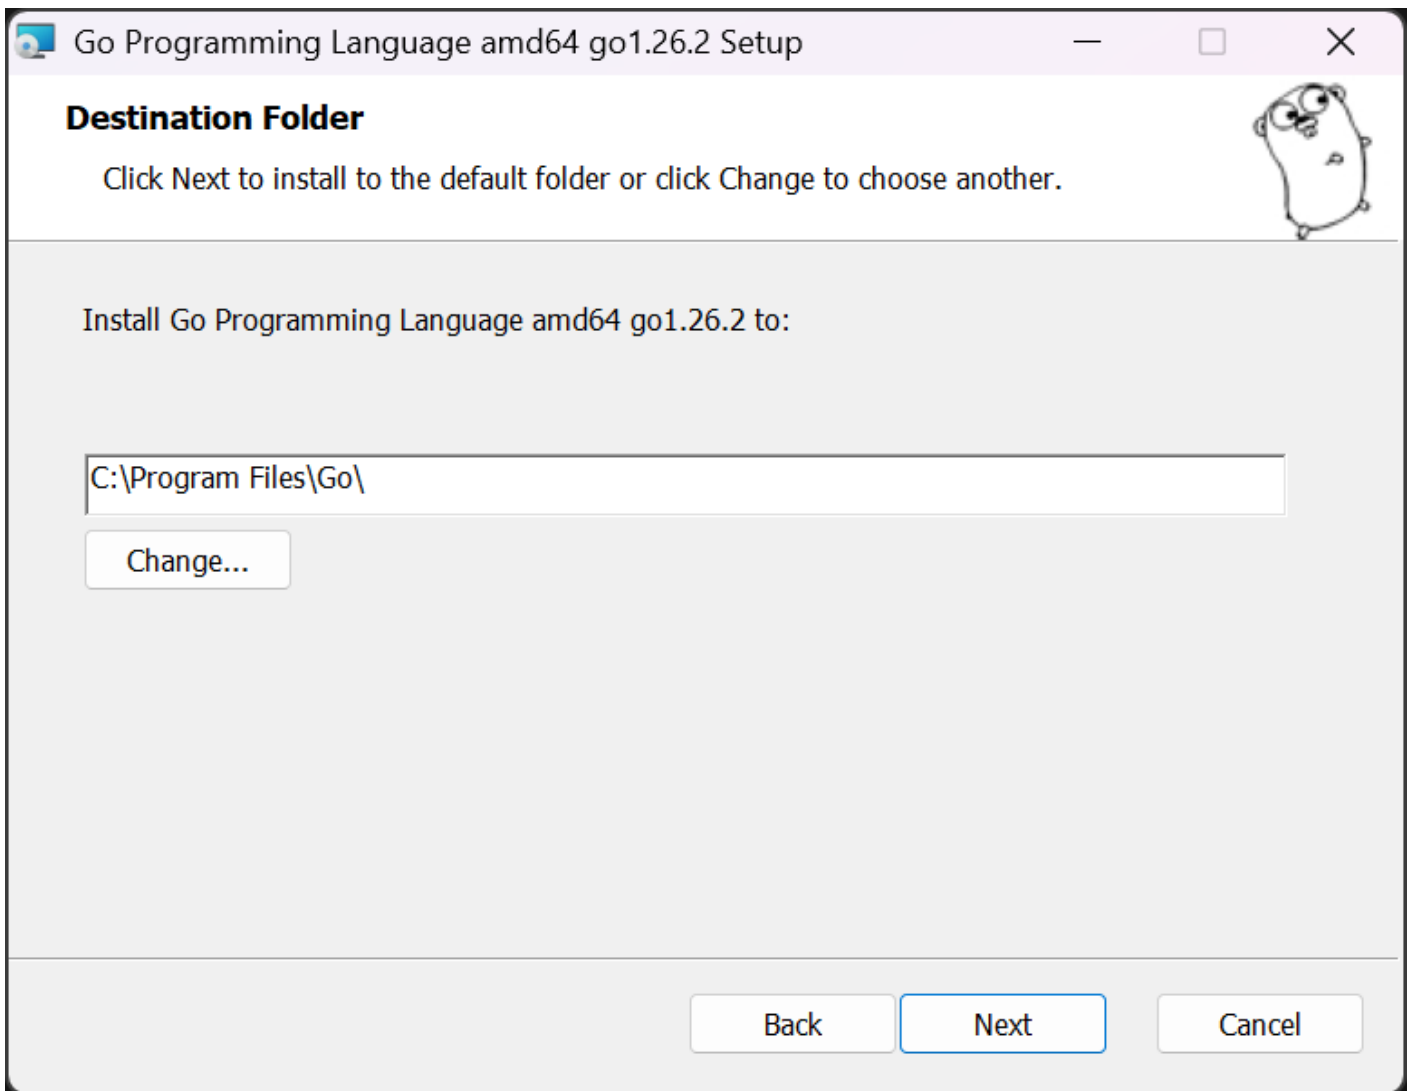 Go Programming Language amd64 go1.26.2 Setup
Destination Folder
Click Next to install to the default folder or click Change to choose another.
Install Go Programming Language amd64 go1.26.2 to:
C:\Program Files\Go\
Change...
Back Next Cancel